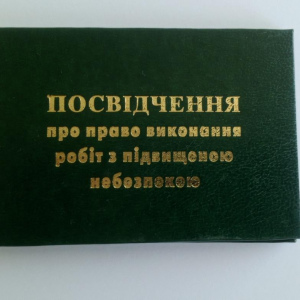 ПОСВІДЧЕННЯ
про право виконання
робіт з підвищеною
небезпекою